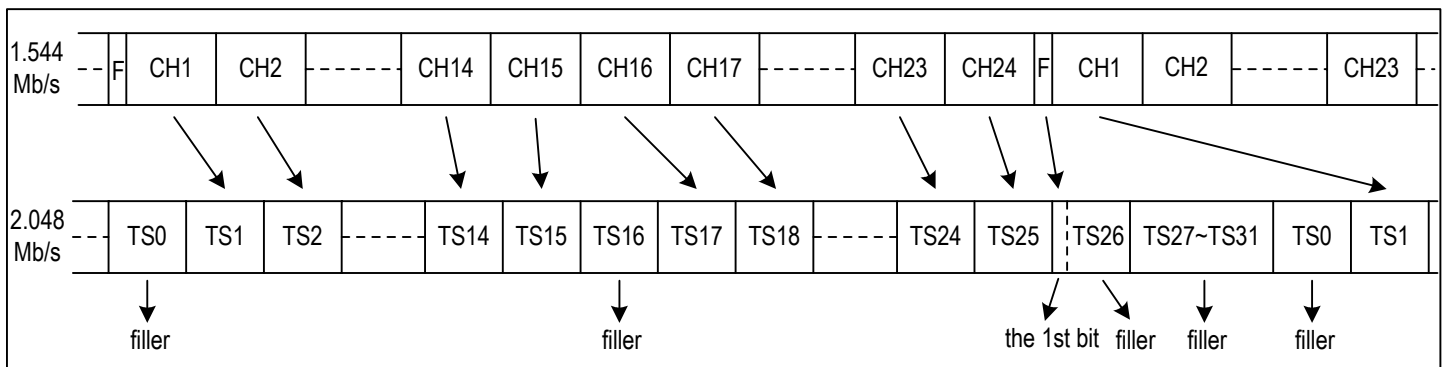 1.544
Mb/s
F CH1 CH2 CH14 CH15 CH16 CH17 CH23 CH24 F CH1 CH2 CH23
2.048
Mb/s
TS0 TS1 TS2 TS14 TS15 TS16 TS17 TS18 TS24 TS25 TS26 TS27~TS31 TS0 TS1
filler filler the 1st bit filler filler filler